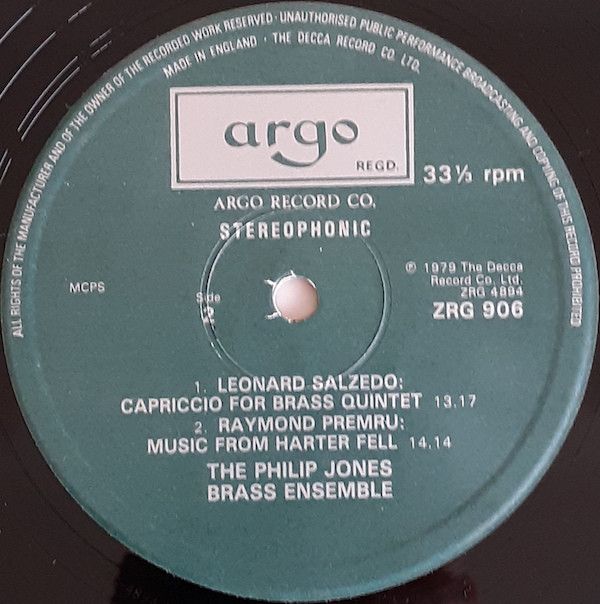 ALL RIGHTS OF THE MANUFACTURER AND OF THE OWNER OF THE RECORDED WORK RESERVED · UNAUTHORISED PUBLIC PERFORMANCE BROADCASTING AND COPYING OF THIS RECORD PROHIBITED
MADE IN ENGLAND · THE DECCA RECORD CO. LTD.
argo
REGD.
33⅓ rpm
ARGO RECORD CO.
STEREOPHONIC
MCPS
Side
2
℗ 1979 The Decca
Record Co. Ltd.
ZRG 4894
ZRG 906
1. LEONARD SALZEDO:
CAPRICCIO FOR BRASS QUINTET 13.17
2. RAYMOND PREMRU:
MUSIC FROM HARTER FELL 14.14
THE PHILIP JONES
BRASS ENSEMBLE